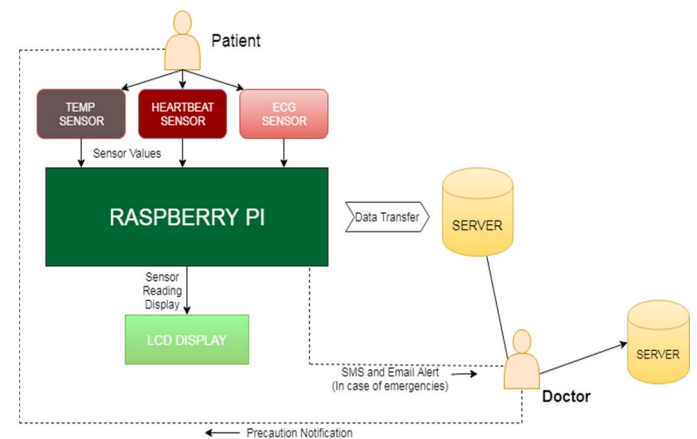 Patient
TEMP
SENSOR
HEARTBEAT
SENSOR
ECG
SENSOR
Sensor Values
RASPBERRY PI
Data Transfer
SERVER
Sensor
Reading
Display
LCD DISPLAY
SERVER
SMS and Email Alert
(In case of emergencies)
Doctor
Precaution Notification